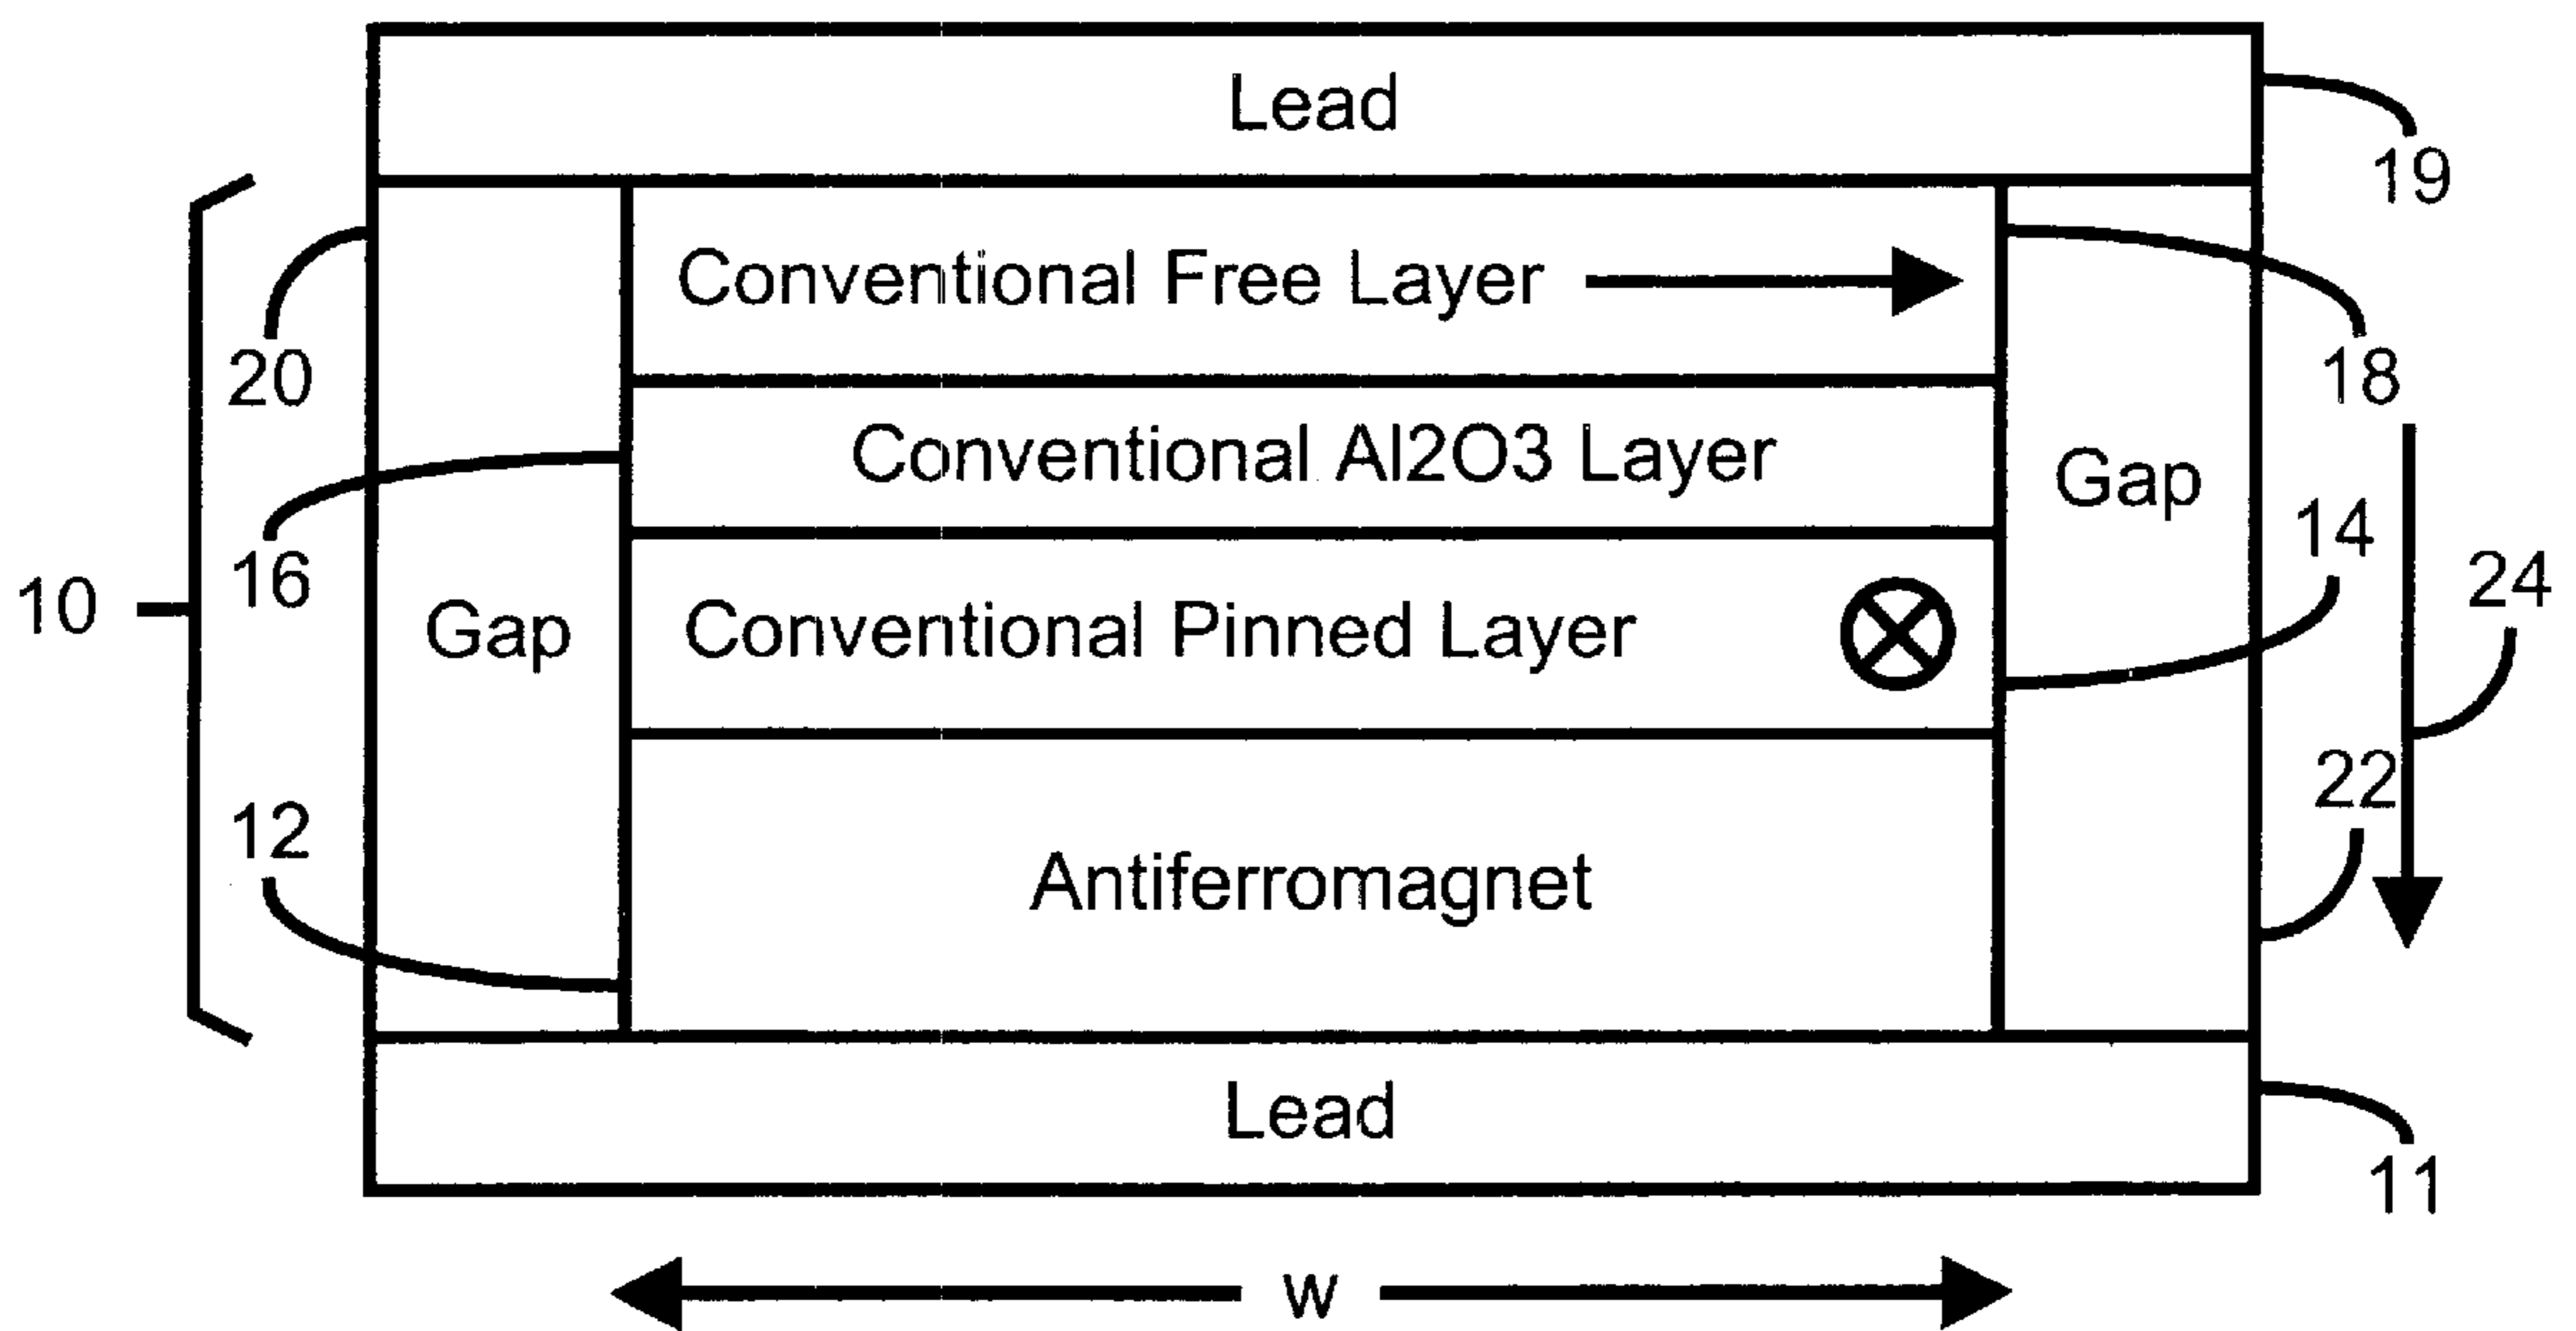 Lead
19
Conventional Free Layer
20
18
Conventional Al2O3 Layer
Gap
14
16
24
10
Gap
Conventional Pinned Layer
22
12
Antiferromagnet
Lead
11
w